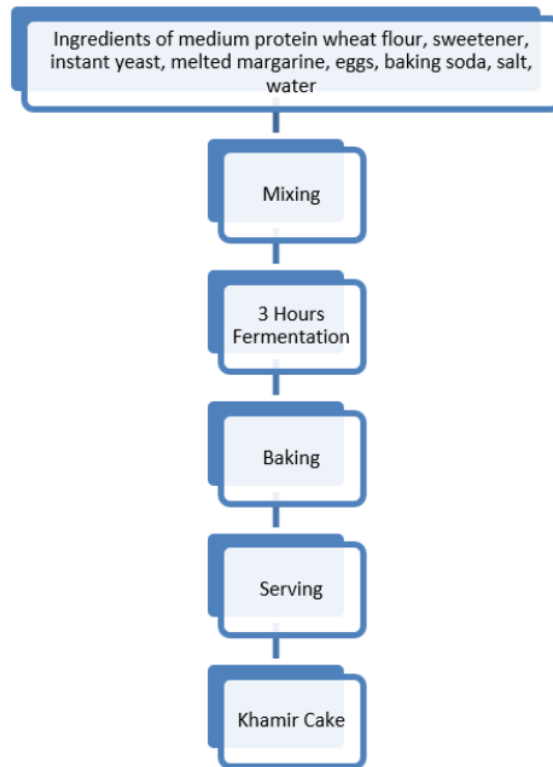 Ingredients of medium protein wheat flour, sweetener,
instant yeast, melted margarine, eggs, baking soda, salt,
water
Mixing
3 Hours
Fermentation
Baking
Serving
Khamir Cake